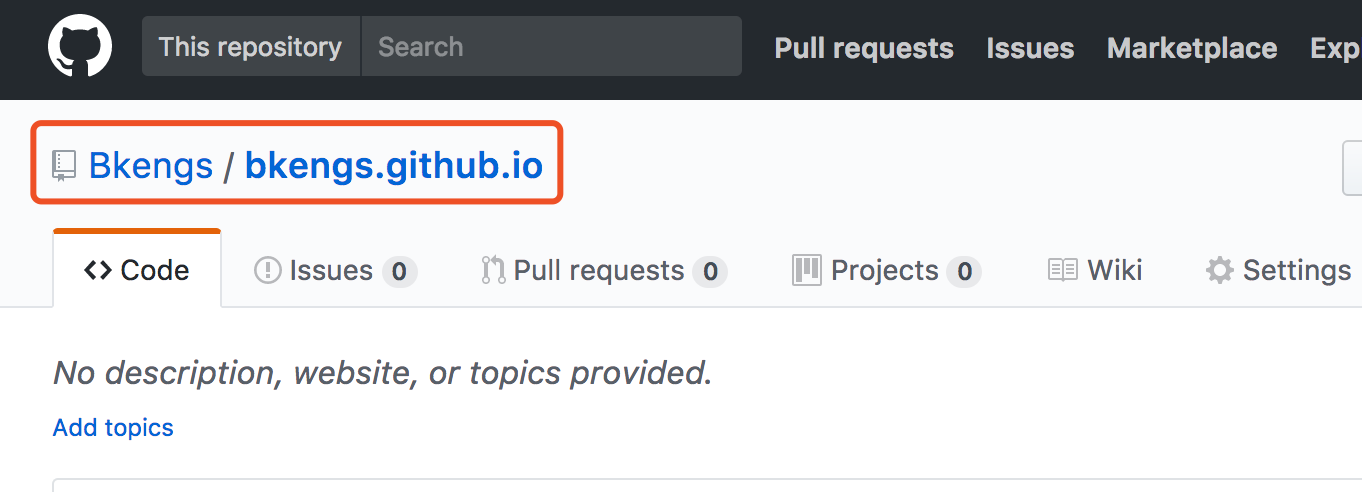 This repository Search Pull requests Issues Marketplace
Bkengs / bkengs.github.io
Code Issues 0 Pull requests 0 Projects 0 Wiki Settings
No description, website, or topics provided.
Add topics